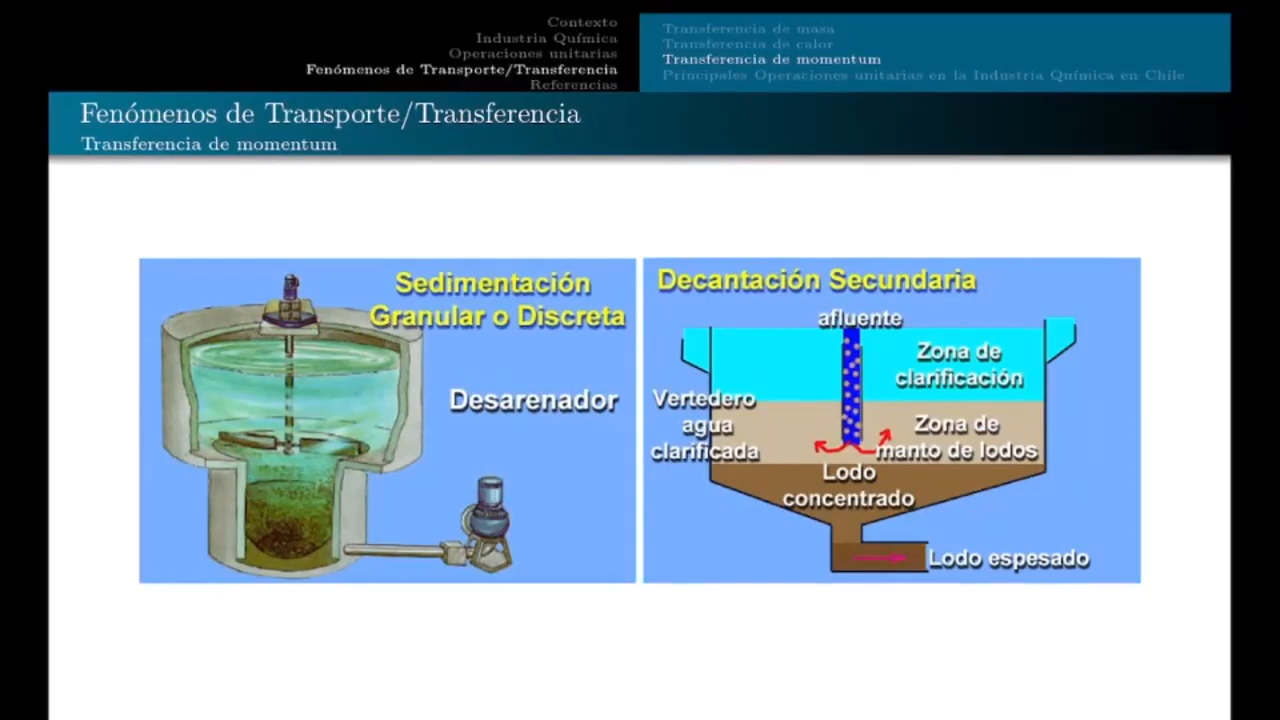 Contexto
Industria Química
Operaciones unitarias
Fenómenos de Transporte/Transferencia
Referencias
Transferencia de masa
Transferencia de calor
Transferencia de momentum
Principales Operaciones unitarias en la Industria Química en Chile
Fenómenos de Transporte/Transferencia
Transferencia de momentum
Sedimentación
Granular o Discreta
Desarenador
Decantación Secundaria
afluente
Zona de
clarificación
Vertedero
agua
clarificada
Zona de
manto de lodos
Lodo
concentrado
Lodo espesado